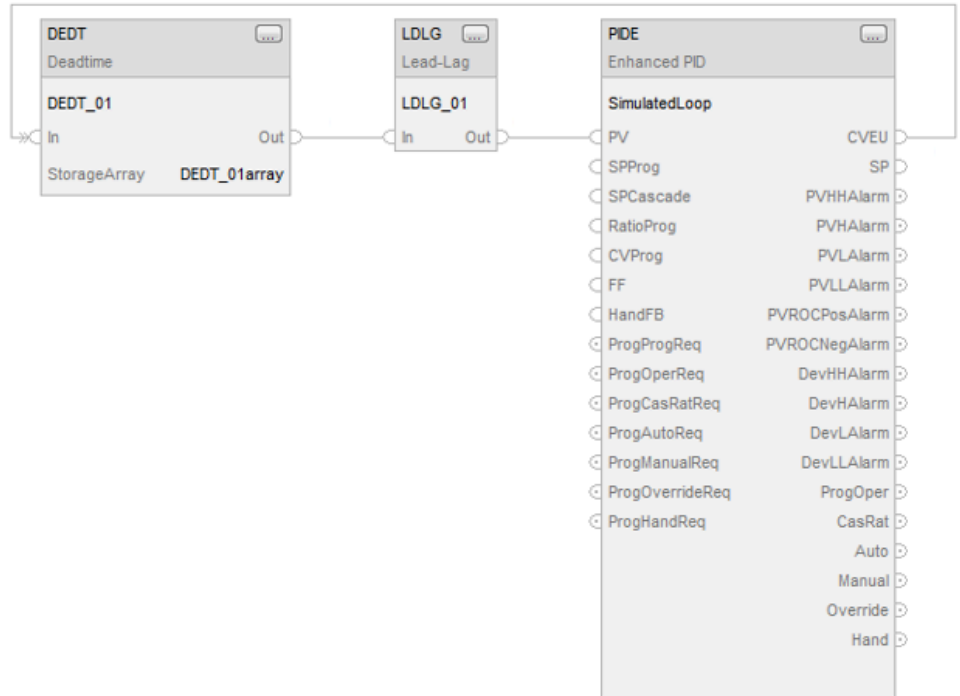 DEDT ...
Deadtime
DEDT_01
In Out
StorageArray DEDT_01array
LDLG ...
Lead-Lag
LDLG_01
In Out
PIDE ...
Enhanced PID
SimulatedLoop
PV CVEU
SPProg SP
SPCascade PVHHAlarm
RatioProg PVHAlarm
CVProg PVLAlarm
FF PVLLAlarm
HandFB PVROCPosAlarm
ProgProgReq PVROCNegAlarm
ProgOperReq DevHHAlarm
ProgCasRatReq DevHAlarm
ProgAutoReq DevLAlarm
ProgManualReq DevLLAlarm
ProgOverrideReq ProgOper
ProgHandReq CasRat
Auto
Manual
Override
Hand